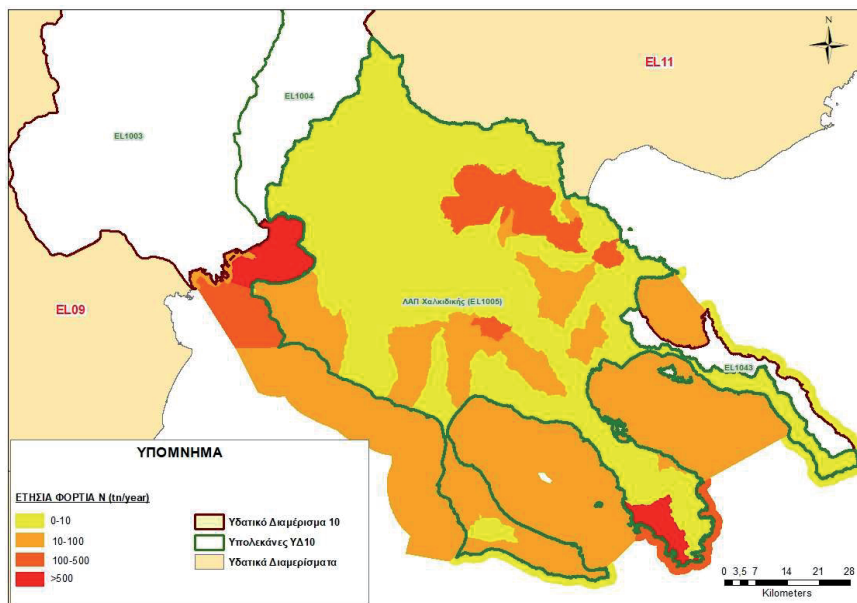 N
EL11
EL1004
EL1003
ΛΑΠ Χαλκιδικής (EL1005)
EL09
EL1043
ΥΠΟΜΝΗΜΑ
ΕΤΗΣΙΑ ΦΟΡΤΙΑ Ν (tn/year)
0-10
10-100
100-500
>500
Υδατικό Διαμέρισμα 10
Υπολεκάνες ΥΔ10
Υδατικά Διαμερίσματα
0 3,5 7 14 21 28
Kilometers